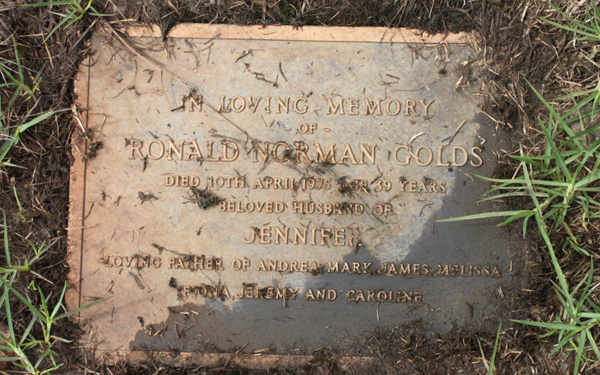 IN LOVING MEMORY
- OF -
RONALD NORMAN GOLDS
DIED 10TH APRIL 1975 AGE 39 YEARS
BELOVED HUSBAND OF
JENNIFER
LOVING FATHER OF ANDREA, MARK, JAMES, MELISSA
FIONA, JEREMY AND CAROLINE